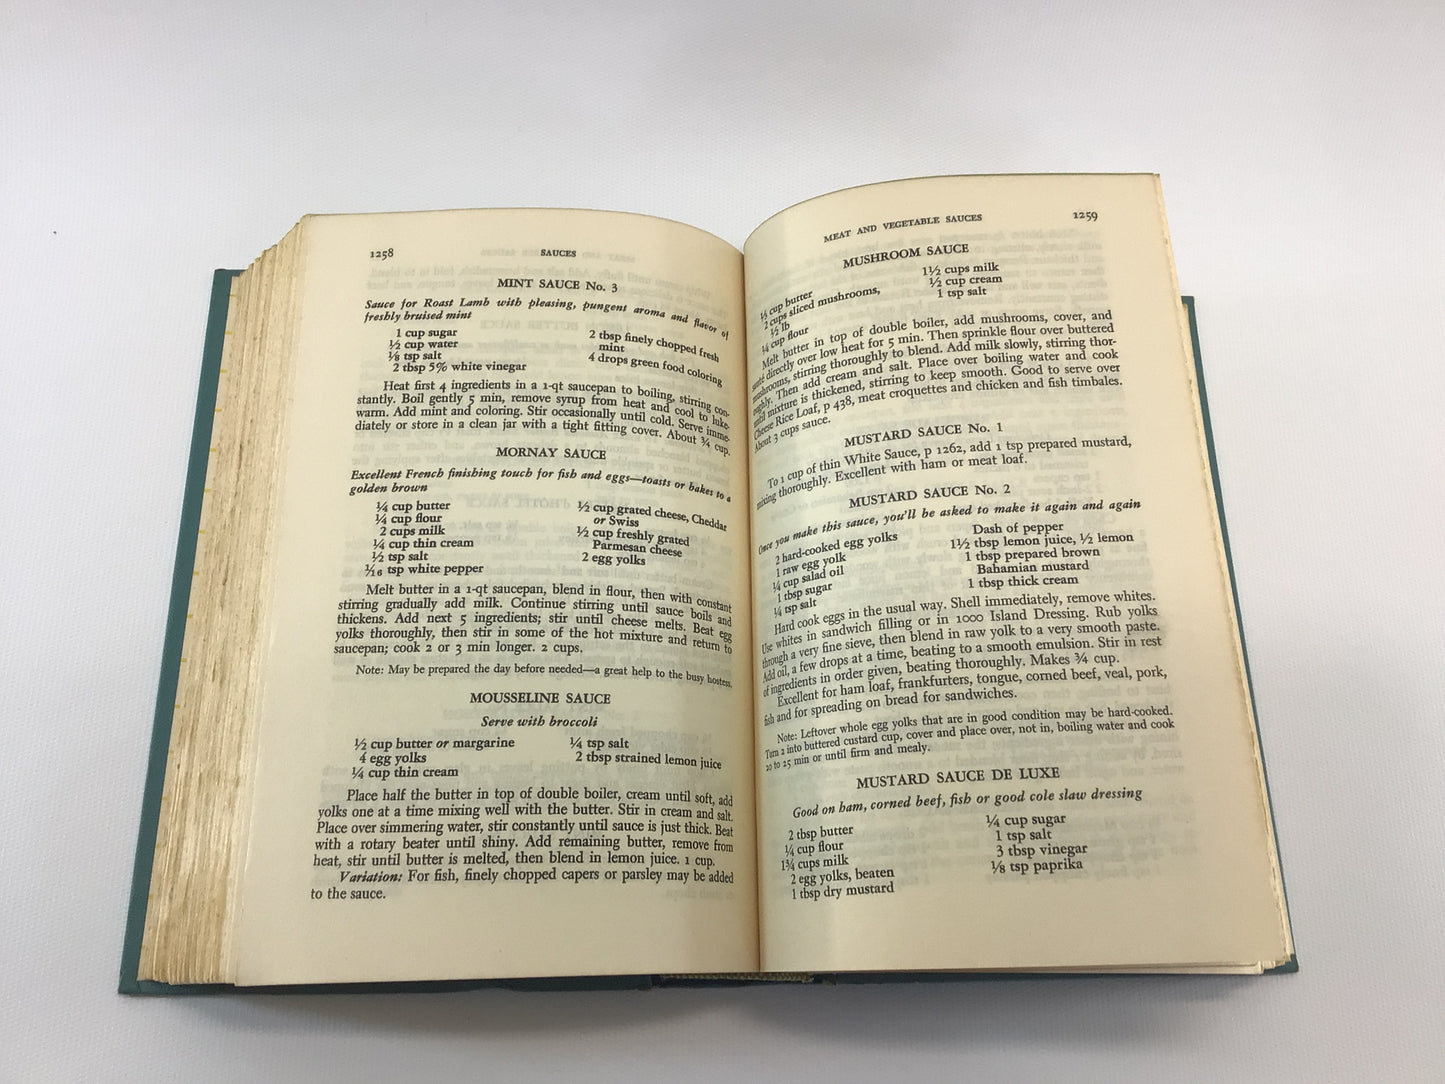 1258
SAUCES
MINT SAUCE No. 3
Sauce for Roast Lamb with pleasing, pungent aroma and flavor of
freshly bruised mint
1 cup sugar
½ cup water
⅛ tsp salt
2 tbsp 5% white vinegar
2 tbsp finely chopped fresh
mint
4 drops green food coloring
Heat first 4 ingredients in a 1-qt saucepan to boiling, stirring con-
stantly. Boil gently 5 min, remove syrup from heat and cool to luke-
warm. Add mint and coloring. Stir occasionally until cold. Serve imme-
diately or store in a clean jar with a tight fitting cover. About ¾ cup.
MORNAY SAUCE
Excellent French finishing touch for fish and eggs—toasts or bakes to a
golden brown
¼ cup butter
¼ cup flour
2 cups milk
¼ cup thin cream
½ tsp salt
1/16 tsp white pepper
½ cup grated cheese, Cheddar
or Swiss
½ cup freshly grated
Parmesan cheese
2 egg yolks
Melt butter in a 1-qt saucepan, blend in flour, then with constant
stirring gradually add milk. Continue stirring until sauce boils and
thickens. Add next 5 ingredients; stir until cheese melts. Beat egg
yolks thoroughly, then stir in some of the hot mixture and return to
saucepan; cook 2 or 3 min longer. 2 cups.
Note: May be prepared the day before needed—a great help to the busy hostess.
MOUSSELINE SAUCE
Serve with broccoli
½ cup butter or margarine
4 egg yolks
¼ cup thin cream
¼ tsp salt
2 tbsp strained lemon juice
Place half the butter in top of double boiler, cream until soft, add
yolks one at a time mixing well with the butter. Stir in cream and salt.
Place over simmering water, stir constantly until sauce is just thick. Beat
with a rotary beater until shiny. Add remaining butter, remove from
heat, stir until butter is melted, then blend in lemon juice. 1 cup.
Variation: For fish, finely chopped capers or parsley may be added
to the sauce.
MEAT AND VEGETABLE SAUCES
1259
MUSHROOM SAUCE
⅓ cup butter
2 cups sliced mushrooms,
½ lb
¼ cup flour
1½ cups milk
½ cup cream
1 tsp salt
Melt butter in top of double boiler, add mushrooms, cover, and
sauté directly over low heat for 5 min. Then sprinkle flour over buttered
mushrooms, stirring thoroughly to blend. Add milk slowly, stirring thor-
oughly. Then add cream and salt. Place over boiling water and cook
until mixture is thickened, stirring to keep smooth. Good to serve over
Cheese Rice Loaf, p 438, meat croquettes and chicken and fish timbales.
About 3 cups sauce.
MUSTARD SAUCE No. 1
To 1 cup of thin White Sauce, p 1262, add 1 tsp prepared mustard,
mixing thoroughly. Excellent with ham or meat loaf.
MUSTARD SAUCE No. 2
Once you make this sauce, you'll be asked to make it again and again
2 hard-cooked egg yolks
1 raw egg yolk
¼ cup salad oil
1 tbsp sugar
¼ tsp salt
Dash of pepper
1½ tbsp lemon juice, ½ lemon
1 tbsp prepared brown
Bahamian mustard
1 tbsp thick cream
Hard cook eggs in the usual way. Shell immediately, remove whites.
Use whites in sandwich filling or in 1000 Island Dressing. Rub yolks
through a very fine sieve, then blend in raw yolk to a very smooth paste.
Add oil, a few drops at a time, beating to a smooth emulsion. Stir in rest
of ingredients in order given, beating thoroughly. Makes ¾ cup.
Excellent for ham loaf, frankfurters, tongue, corned beef, veal, pork,
fish and for spreading on bread for sandwiches.
Note: Leftover whole egg yolks that are in good condition may be hard-cooked.
Turn 2 into buttered custard cup, cover and place over, not in, boiling water and cook
20 to 25 min or until firm and mealy.
MUSTARD SAUCE DE LUXE
Good on ham, corned beef, fish or good cole slaw dressing
2 tbsp butter
¼ cup flour
1¾ cups milk
2 egg yolks, beaten
1 tbsp dry mustard
¼ cup sugar
1 tsp salt
3 tbsp vinegar
⅛ tsp paprika